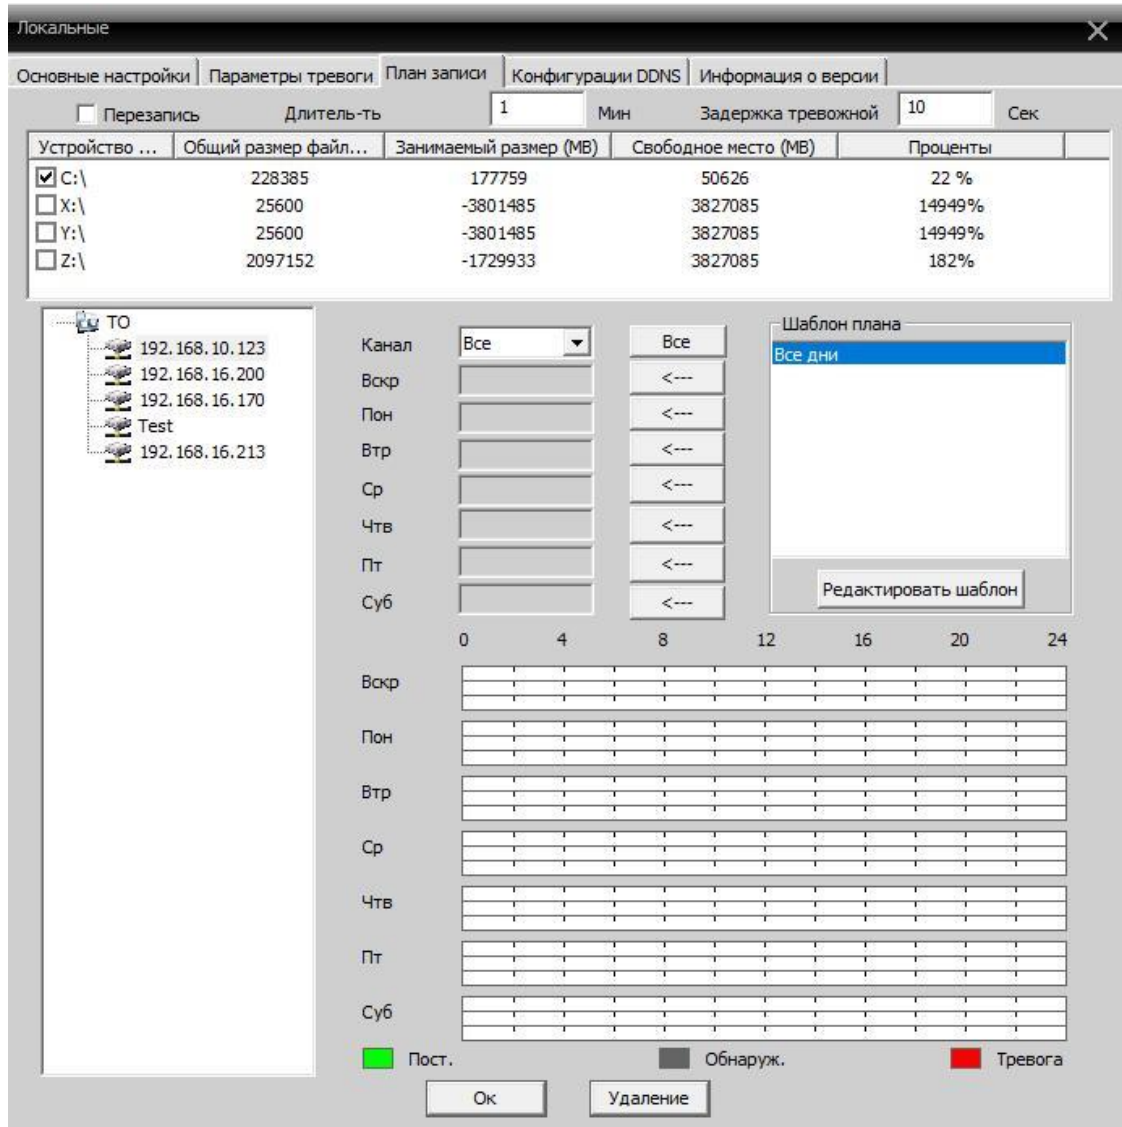 Локальные
Основные настройки Параметры тревоги План записи Конфигурации DDNS Информация о версии
Перезапись Длитель-ть 1 Мин Задержка тревожной 10 Сек
Устройство ... Общий размер файл... Занимаемый размер (МВ) Свободное место (МВ) Проценты
C:\ 228385 177759 50626 22 %
X:\ 25600 -3801485 3827085 14949%
Y:\ 25600 -3801485 3827085 14949%
Z:\ 2097152 -1729933 3827085 182%
ТО
192.168.10.123
192.168.16.200
192.168.16.170
Test
192.168.16.213
Канал Все Все
Вскр <---
Пон <---
Втр <---
Ср <---
Чтв <---
Пт <---
Суб <---
Шаблон плана
Все дни
Редактировать шаблон
0 4 8 12 16 20 24
Вскр
Пон
Втр
Ср
Чтв
Пт
Суб
Пост. Обнаруж. Тревога
Ок Удаление